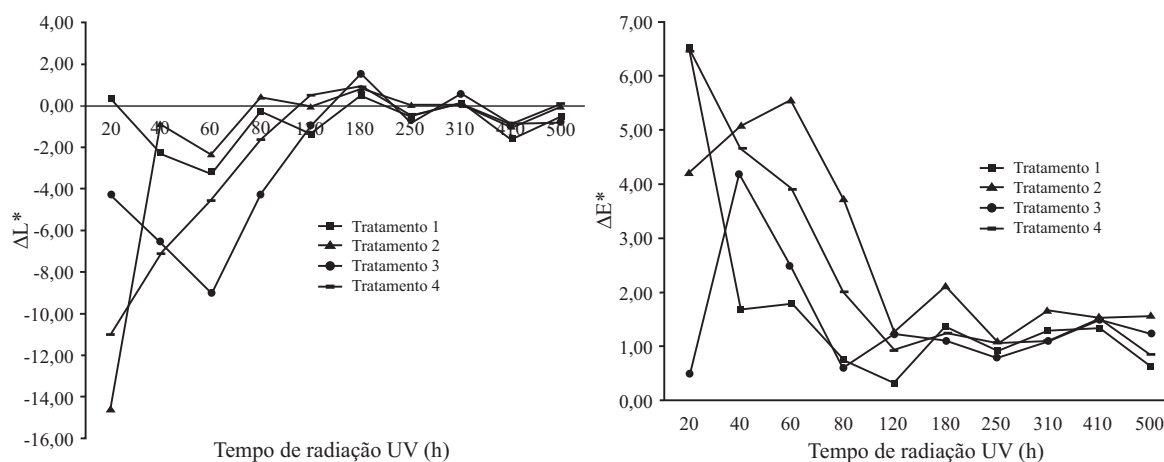 4,00
2,00
0,00
-2,00
-4,00
-6,00
-8,00
-10,00
-12,00
-14,00
-16,00
ΔL*
20 40 60 80 120 180 250 310 410 500
Tratamento 1
Tratamento 2
Tratamento 3
Tratamento 4
Tempo de radiação UV (h)
7,00
6,00
5,00
4,00
3,00
2,00
1,00
0,00
ΔE*
Tratamento 1
Tratamento 2
Tratamento 3
Tratamento 4
20 40 60 80 120 180 250 310 410 500
Tempo de radiação UV (h)